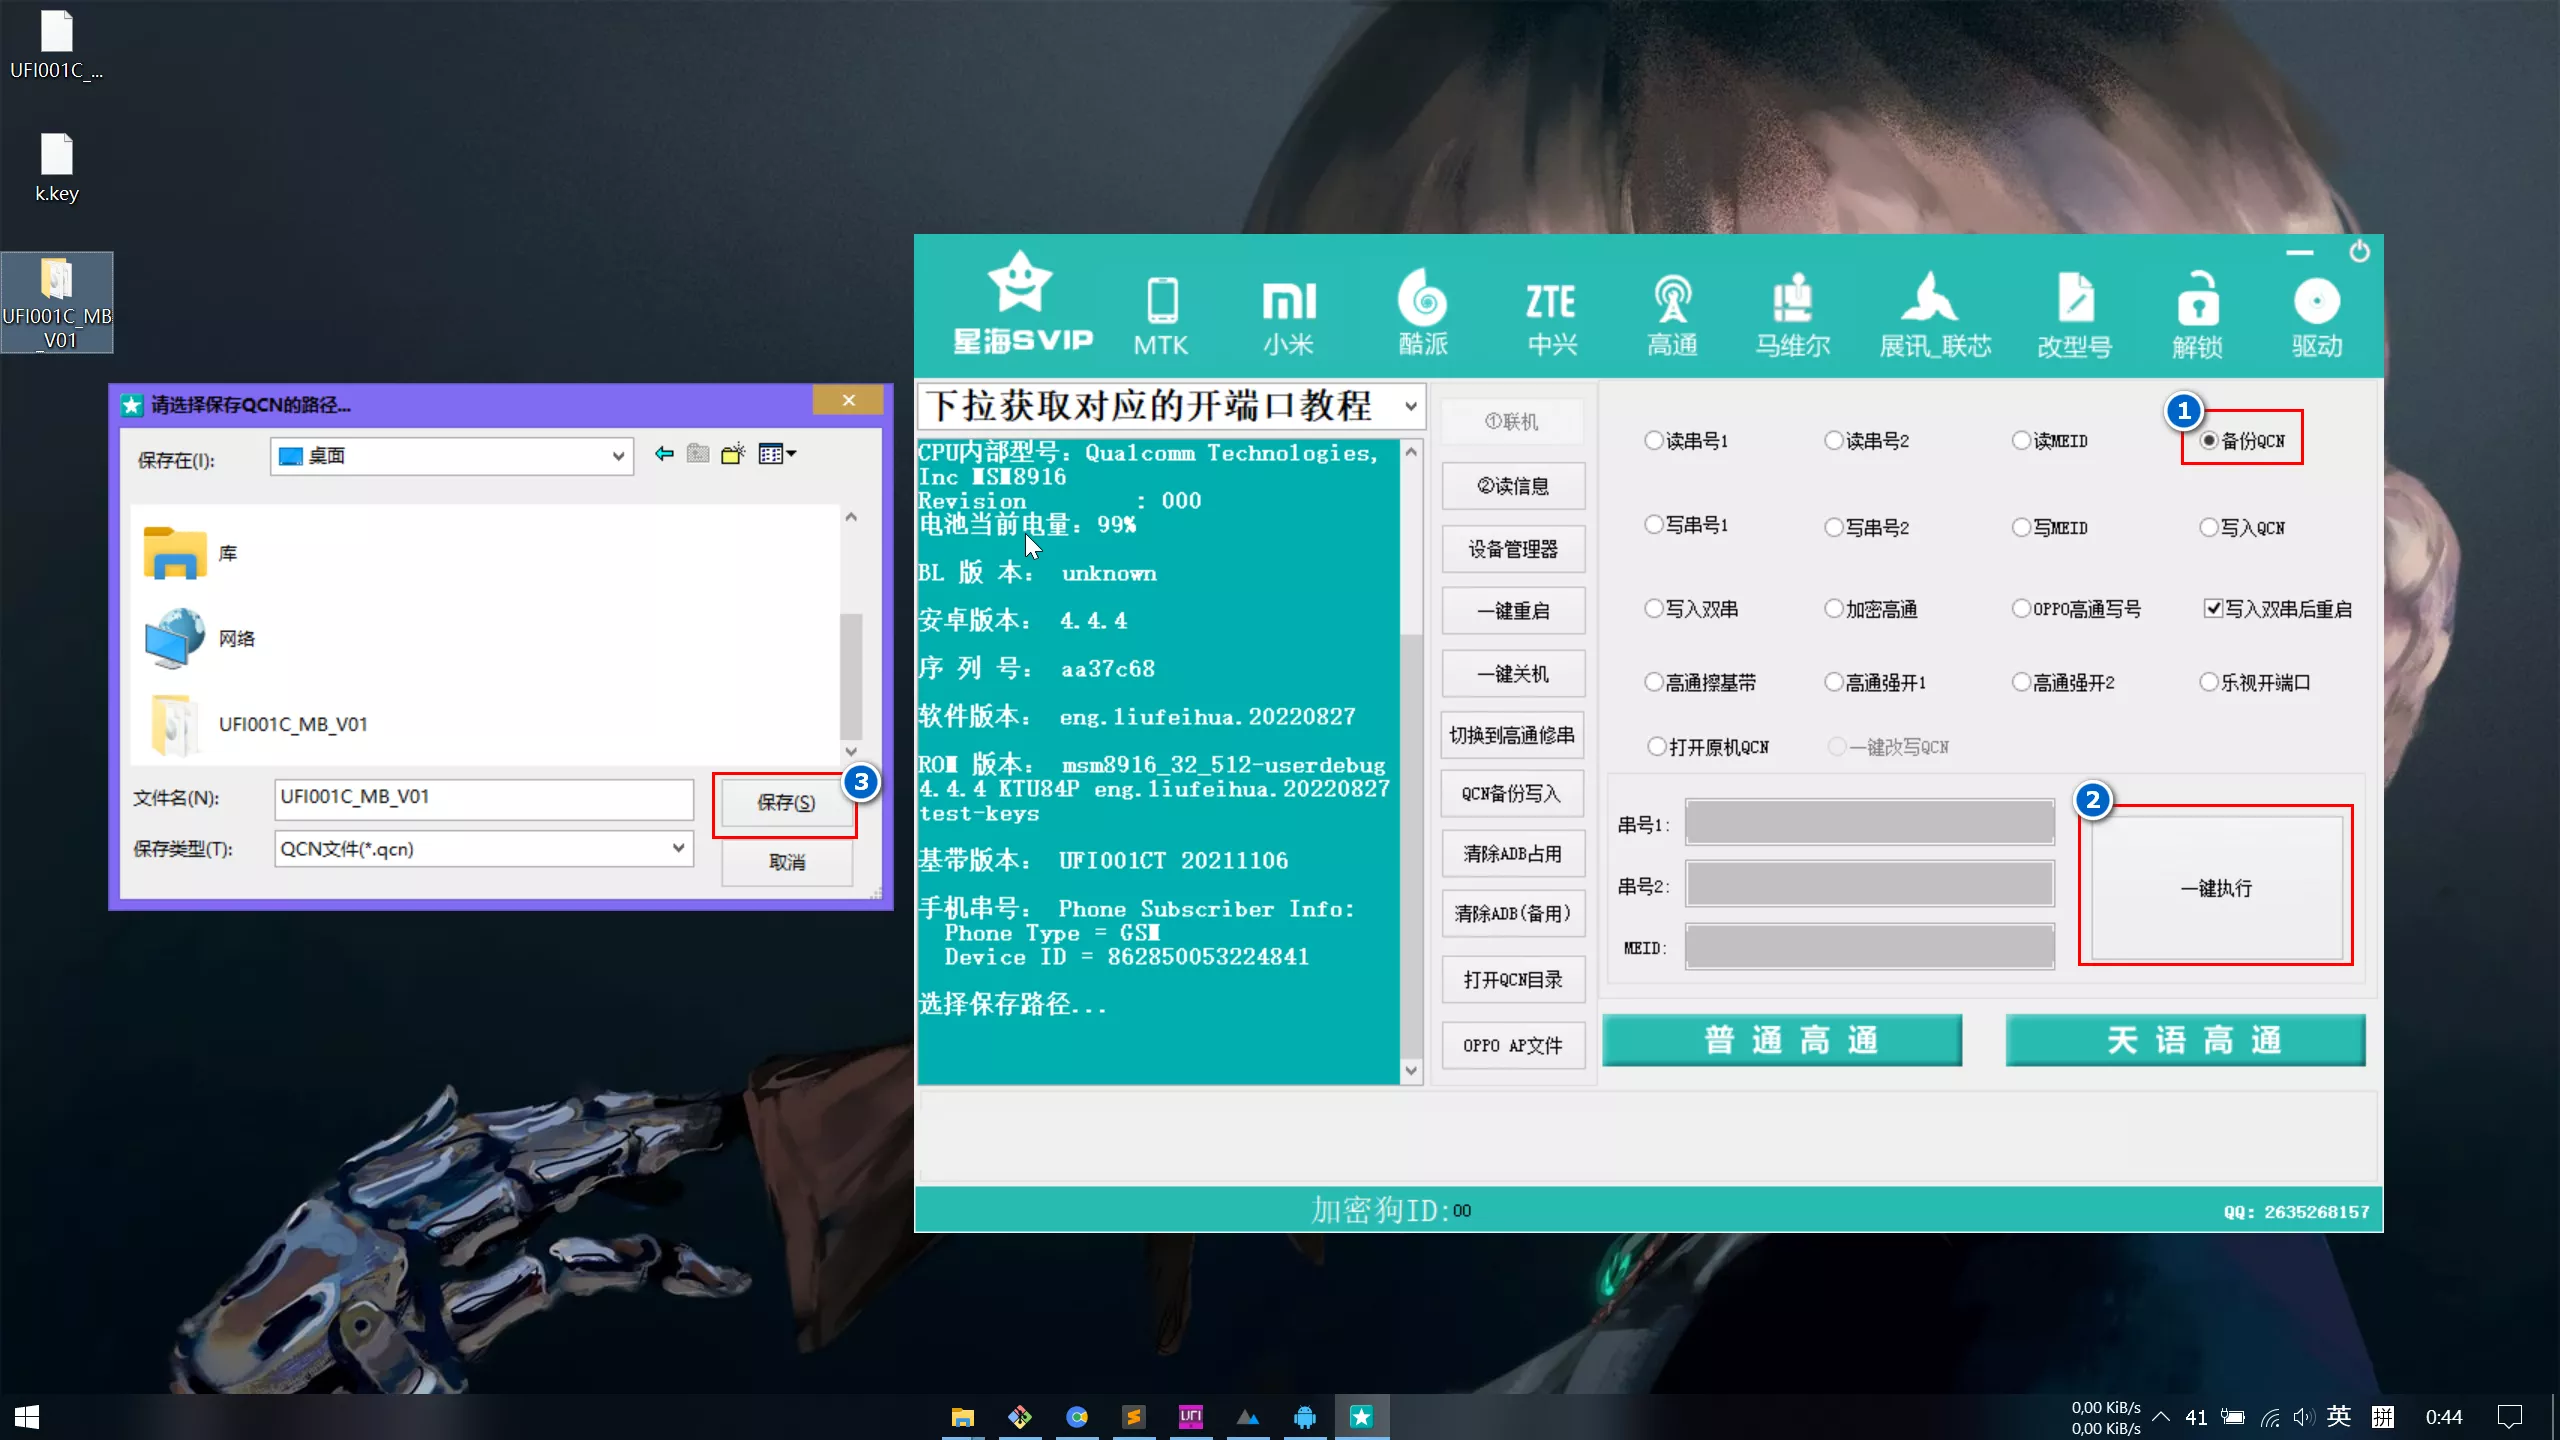 UFI001C_...
k.key
UFI001C_MB
_V01
请选择保存QCN的路径...
保存在(I):
桌面
库
网络
UFI001C_MB_V01
文件名(N):
UFI001C_MB_V01
保存(S)
3
保存类型(T):
QCN文件(*.qcn)
取消
星海SVIP
MTK
小米
酷派
ZTE
中兴
高通
马维尔
展讯_联芯
改型号
解锁
驱动
下拉获取对应的开端口教程
CPU内部型号: Qualcomm Technologies,
Inc MSM8916
Revision : 000
电池当前电量: 99%
BL 版 本: unknown
安卓版本: 4.4.4
序 列 号: aa37c68
软件版本: eng.liufeihua.20220827
ROM 版本: msm8916_32_512-userdebug
4.4.4 KTU84P eng.liufeihua.20220827
test-keys
基带版本: UFI001CT 20211106
手机串号: Phone Subscriber Info:
Phone Type = GSM
Device ID = 862850053224841
选择保存路径...
①联机
②读信息
设备管理器
一键重启
一键关机
切换到高通修串
QCN备份写入
清除ADB占用
清除ADB(备用)
打开QCN目录
OPPO AP文件
1
读串号1
读串号2
读MEID
备份QCN
写串号1
写串号2
写MEID
写入QCN
写入双串
加密高通
OPPO高通写号
写入双串后重启
高通擦基带
高通强开1
高通强开2
乐视开端口
打开原机QCN
一键改写QCN
2
串号1:
串号2:
MEID:
一键执行
普通高通
天语高通
加密狗ID:00
QQ: 2635268157
UFI
0,00 KiB/s
0,00 KiB/s
41
英
拼
0:44